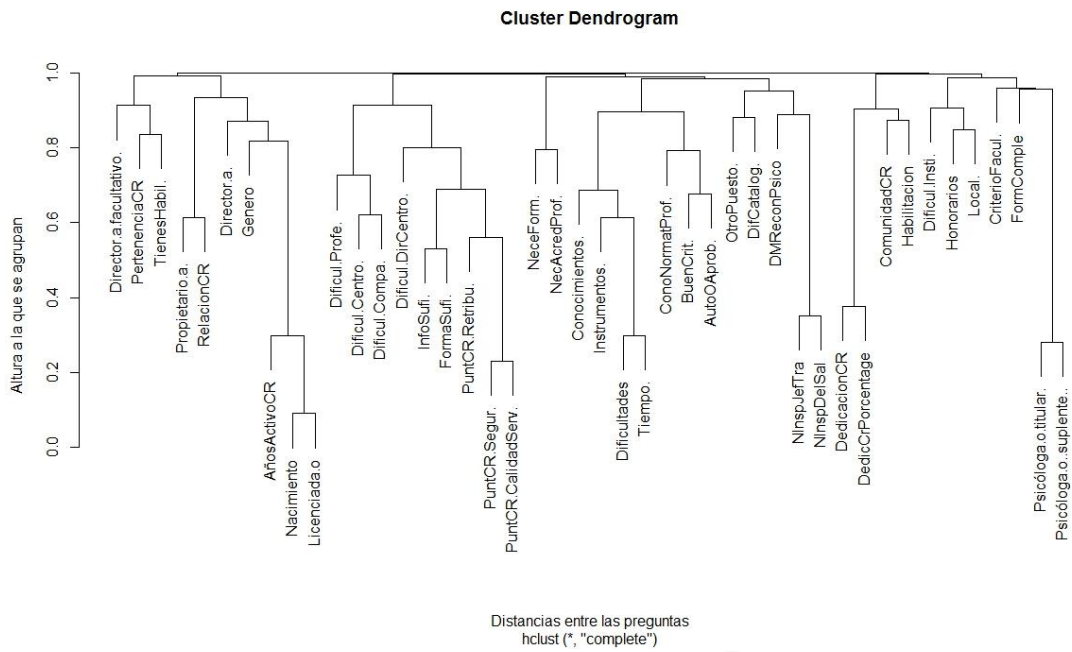 Cluster Dendrogram
Altura a la que se agrupan
1.0
0.8
0.6
0.4
0.2
0.0
Director.a.facultativo.
PertenenciaCR
TienesHabil.
Propietario.a.
RelacionCR
Director.a.
Genero
AñosActivoCR
Nacimiento
Licenciada.o
Dificul.Profe.
Dificul.Centro.
Dificul.Compa.
Dificul.DirCentro.
InfoSufi.
FormaSufi.
PuntCR.Retribu.
PuntCR.Segur.
PuntCR.CalidadServ.
NeceForm.
NecAcredProf.
Conocimientos.
Instrumentos.
Dificultades
Tiempo.
ConoNormatProf.
BuenCrit.
AutoOAprob.
OtroPuesto.
DifCatalog.
DMReconPsico
NInspJefTra
NInspDelSal
DedicacionCR
DedicCrPorcentage
ComunidadCR
Habilitacion
Dificul.Insti.
Honorarios
Local.
CriterioFacul.
FormComple
Psicóloga.o.titular.
Psicóloga.o.suplente..
Distancias entre las preguntas
hclust (*, "complete")